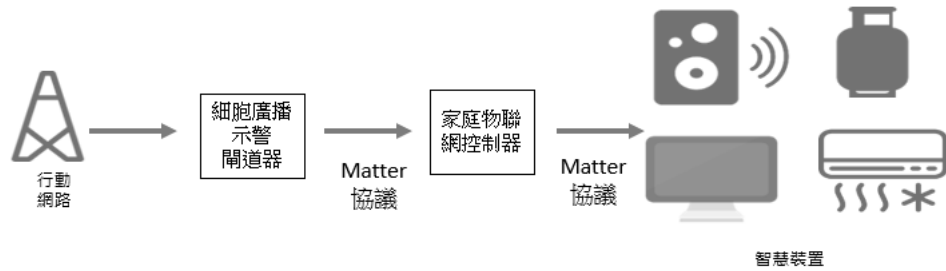 行動
網路
細胞廣播
示警
閘道器
Matter
協議
家庭物聯
網控制器
Matter
協議
智慧裝置